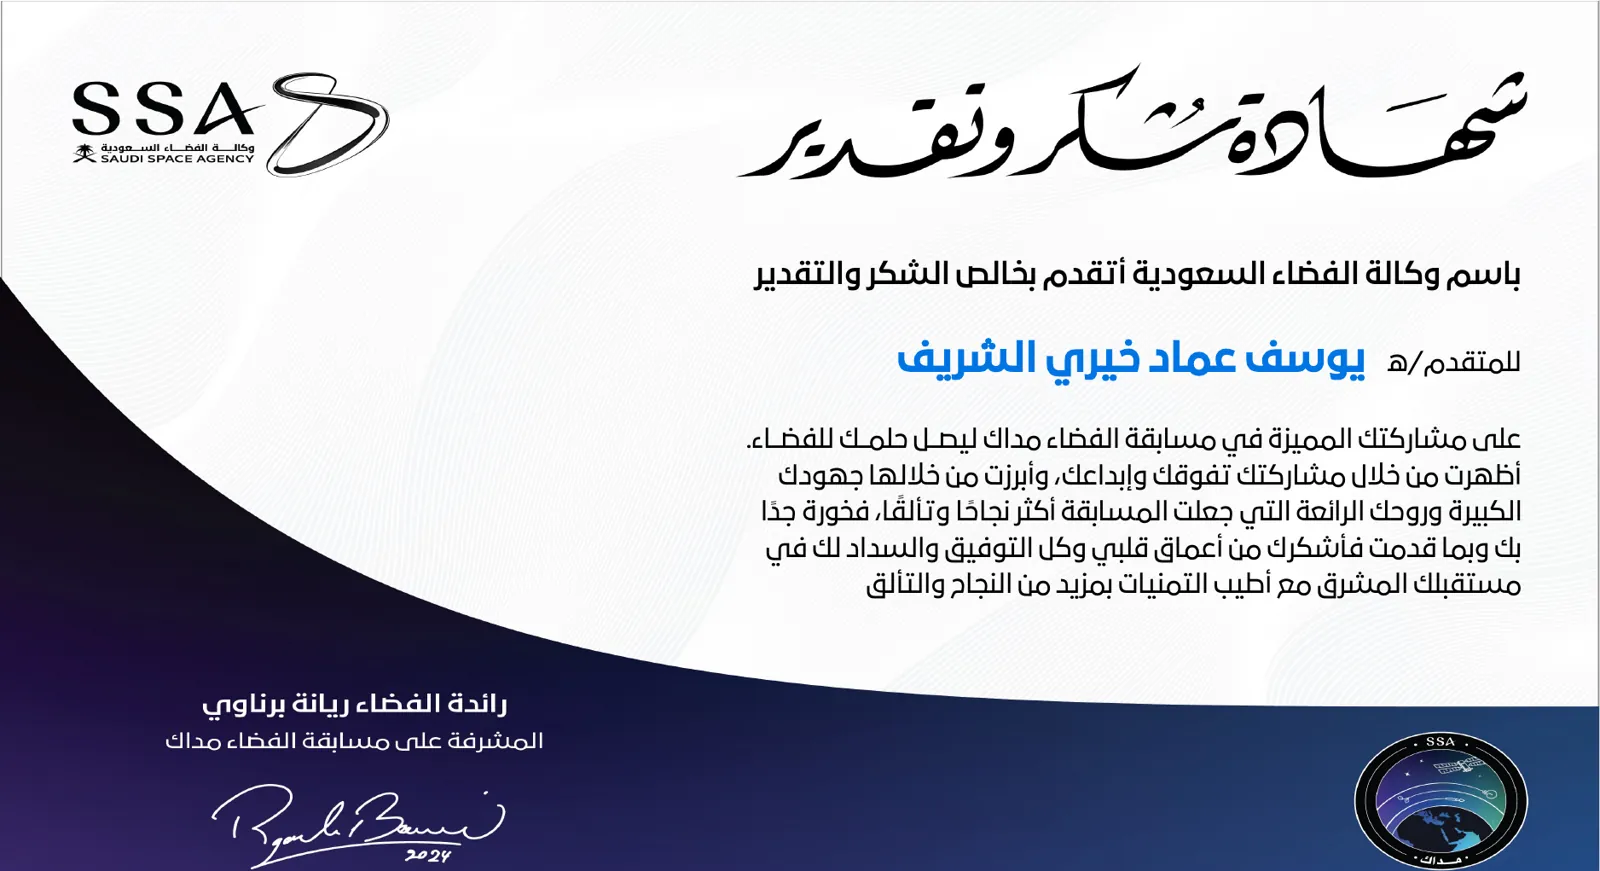 SSA
وكالة الفضاء السعودية
SAUDI SPACE AGENCY
شهادة شكر وتقدير
باسم وكالة الفضاء السعودية أتقدم بخالص الشكر والتقدير
للمتقدم/ه يوسف عماد خيري الشريف
على مشاركتك المميزة في مسابقة الفضاء مداك ليصل حلمك للفضاء.
أظهرت من خلال مشاركتك تفوقك وإبداعك، وأبرزت من خلالها جهودك
الكبيرة وروحك الرائعة التي جعلت المسابقة أكثر نجاحًا وتألقًا، فخورة جدًا
بك وبما قدمت فأشكرك من أعماق قلبي وكل التوفيق والسداد لك في
مستقبلك المشرق مع أطيب التمنيات بمزيد من النجاح والتألق
رائدة الفضاء ريانة برناوي
المشرفة على مسابقة الفضاء مداك
2024
SSA
مداك